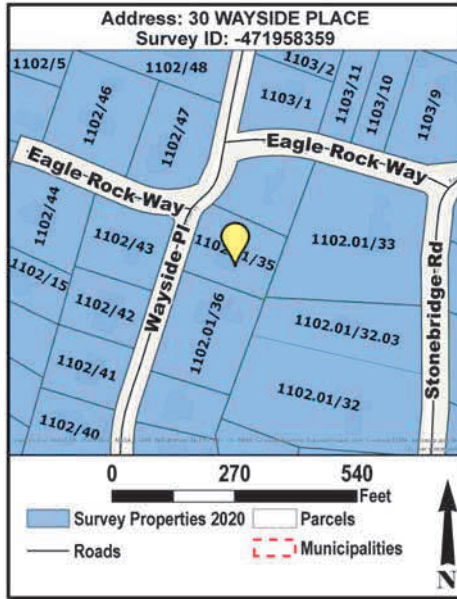 Address: 30 WAYSIDE PLACE
Survey ID: -471958359
1102/5
1102/48
1103/2
1103/11
1103/10
1103/9
1102/46
1102/47
1103/1
Eagle-Rock-Way
Eagle-Rock-Way
1102/44
1102/43
1102.01/35
1102.01/33
1102/15
1102/42
Wayside-Pl
1102.01/36
1102.01/32.03
Stonebridge-Rd
1102/41
1102.01/32
1102/40
0 270 540
Feet
Survey Properties 2020
Parcels
Roads
Municipalities
N